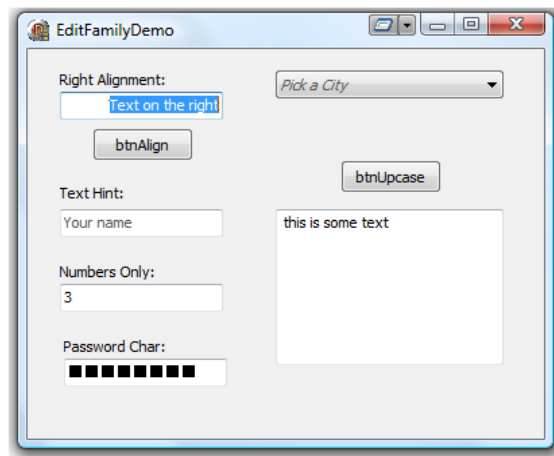 EditFamilyDemo
Right Alignment:
Text on the right
btnAlign
Text Hint:
Your name
Numbers Only:
3
Password Char:
Pick a City
btnUpcase
this is some text